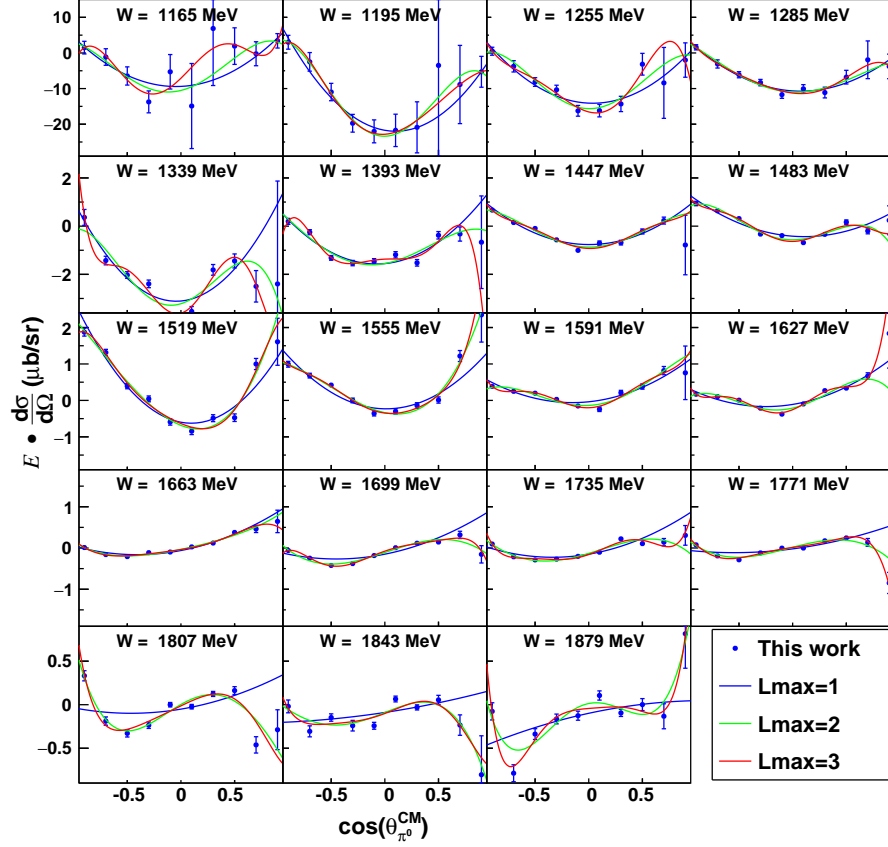 W = 1165 MeV
W = 1195 MeV
W = 1255 MeV
W = 1285 MeV
10
0
−10
−20
W = 1339 MeV
W = 1393 MeV
W = 1447 MeV
W = 1483 MeV
2
0
−2
W = 1519 MeV
W = 1555 MeV
W = 1591 MeV
W = 1627 MeV
2
1
0
−1
E • dσ/dΩ (μb/sr)
W = 1663 MeV
W = 1699 MeV
W = 1735 MeV
W = 1771 MeV
1
0
−1
W = 1807 MeV
W = 1843 MeV
W = 1879 MeV
0.5
0
−0.5
This work
Lmax=1
Lmax=2
Lmax=3
−0.5 0 0.5
−0.5 0 0.5
−0.5 0 0.5
cos(θ_{π⁰}^{CM})